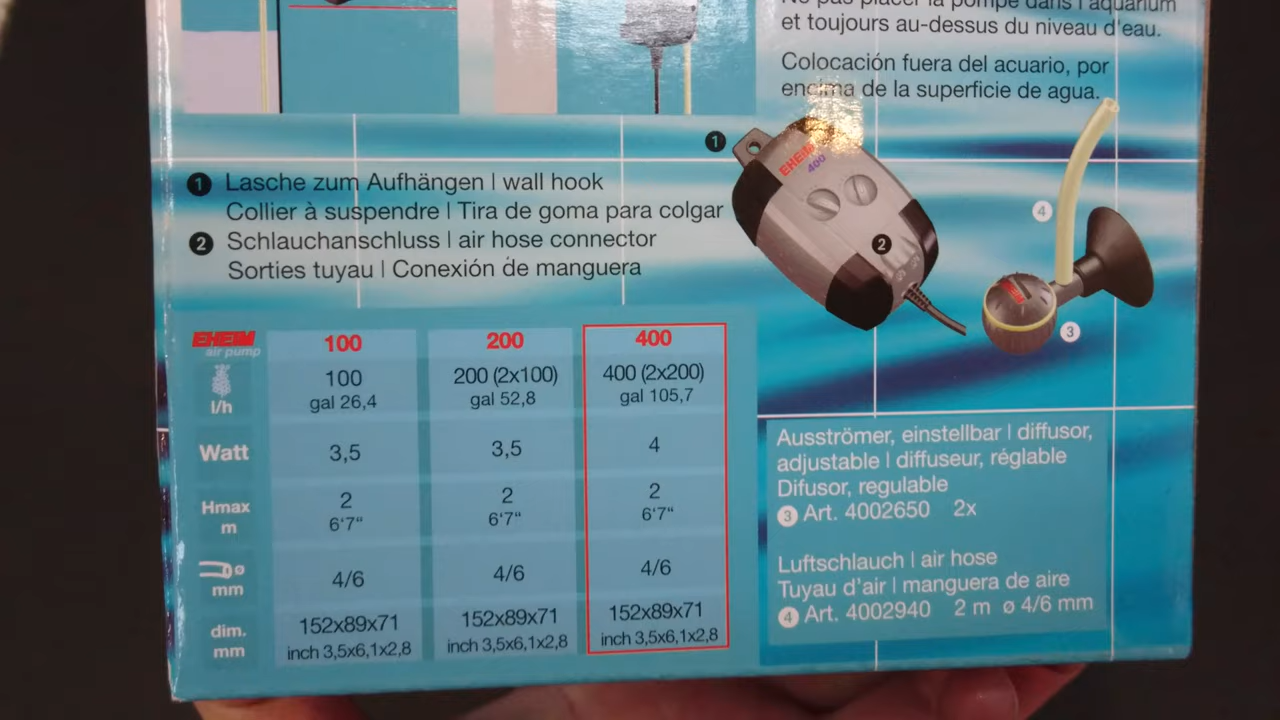 Ne pas placer la pompe dans l'aquarium
et toujours au-dessus du niveau d'eau.
Colocación fuera del acuario, por
encima de la superficie de agua.
1
EHEIM
400
1 Lasche zum Aufhängen | wall hook
Collier à suspendre | Tira de goma para colgar
2 Schlauchanschluss | air hose connector
Sorties tuyau | Conexión de manguera
2
4
3
EHEIM
air pump
100 200 400
l/h
100 200 (2x100) 400 (2x200)
gal 26,4 gal 52,8 gal 105,7
Watt 3,5 3,5 4
Hmax
m
2 2 2
6'7" 6'7" 6'7"
ø
mm
4/6 4/6 4/6
dim.
mm
152x89x71 152x89x71 152x89x71
inch 3,5x6,1x2,8 inch 3,5x6,1x2,8 inch 3,5x6,1x2,8
Ausströmer, einstellbar | diffusor,
adjustable | diffuseur, réglable
Difusor, regulable
3 Art. 4002650 2x
Luftschlauch | air hose
Tuyau d'air | manguera de aire
4 Art. 4002940 2 m ø 4/6 mm